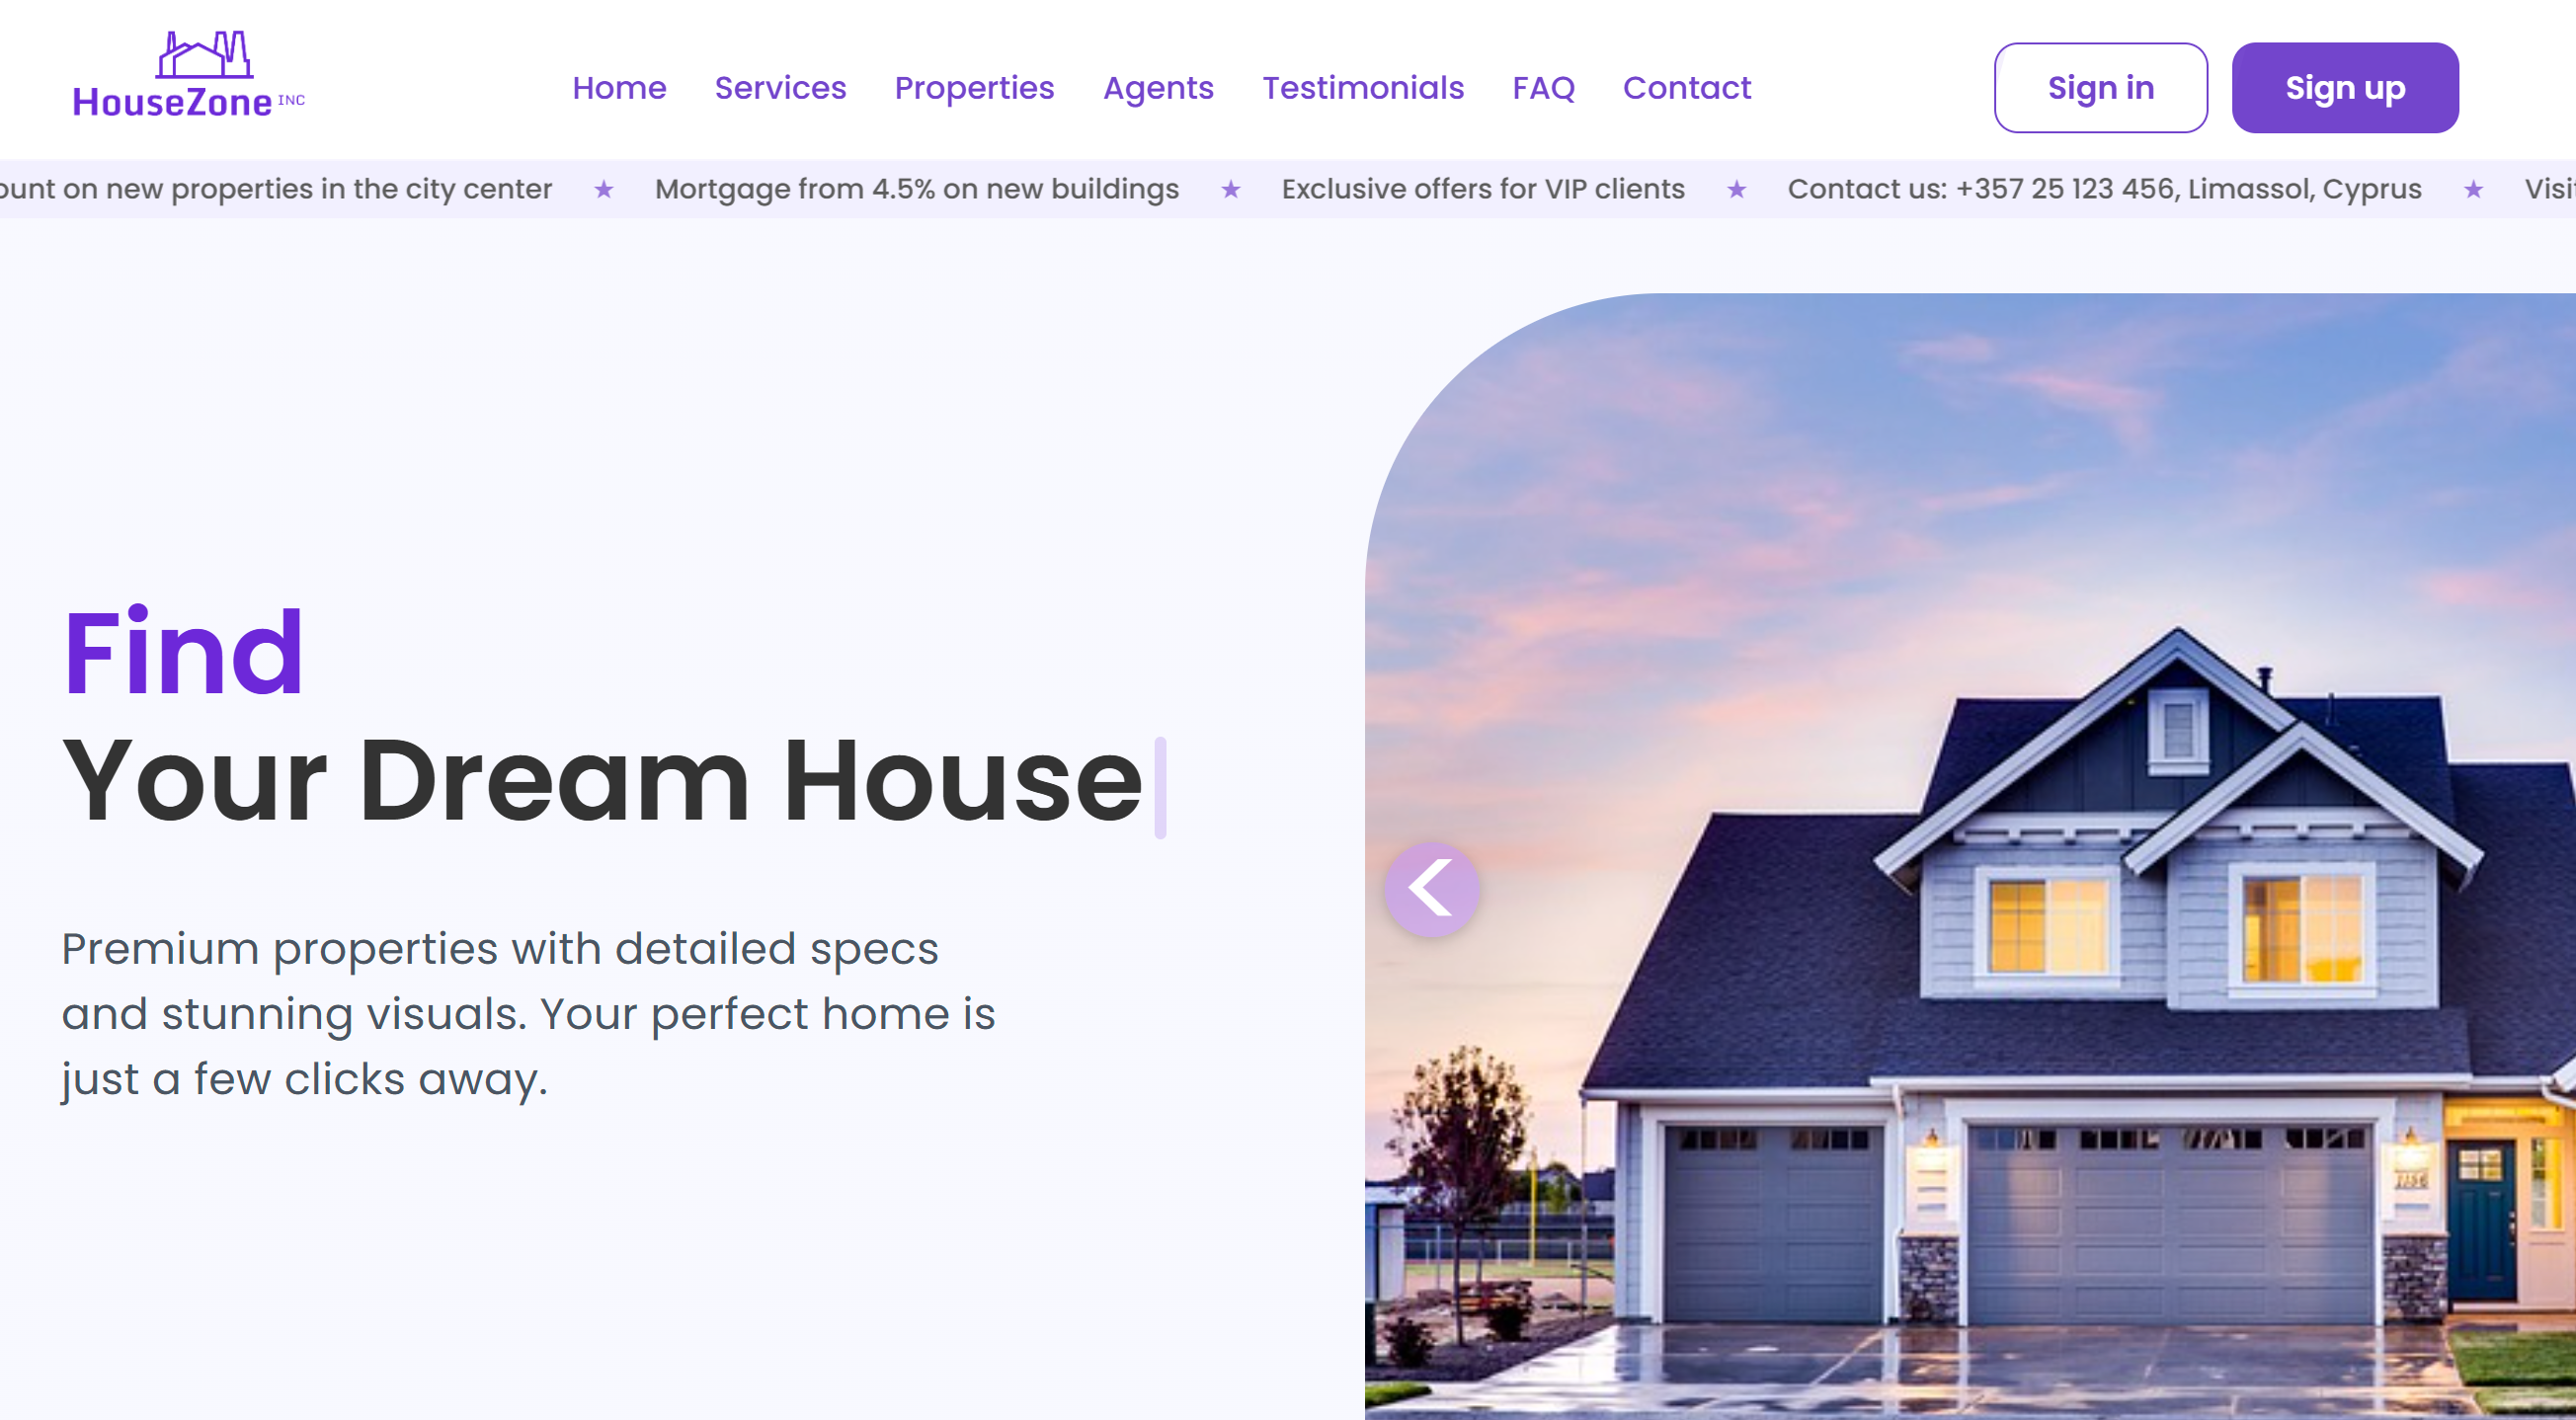 HouseZone INC
Home Services Properties Agents Testimonials FAQ Contact
Sign in Sign up
ount on new properties in the city center ★ Mortgage from 4.5% on new buildings ★ Exclusive offers for VIP clients ★ Contact us: +357 25 123 456, Limassol, Cyprus ★
Find
Your Dream House
Premium properties with detailed specs
and stunning visuals. Your perfect home is
just a few clicks away.